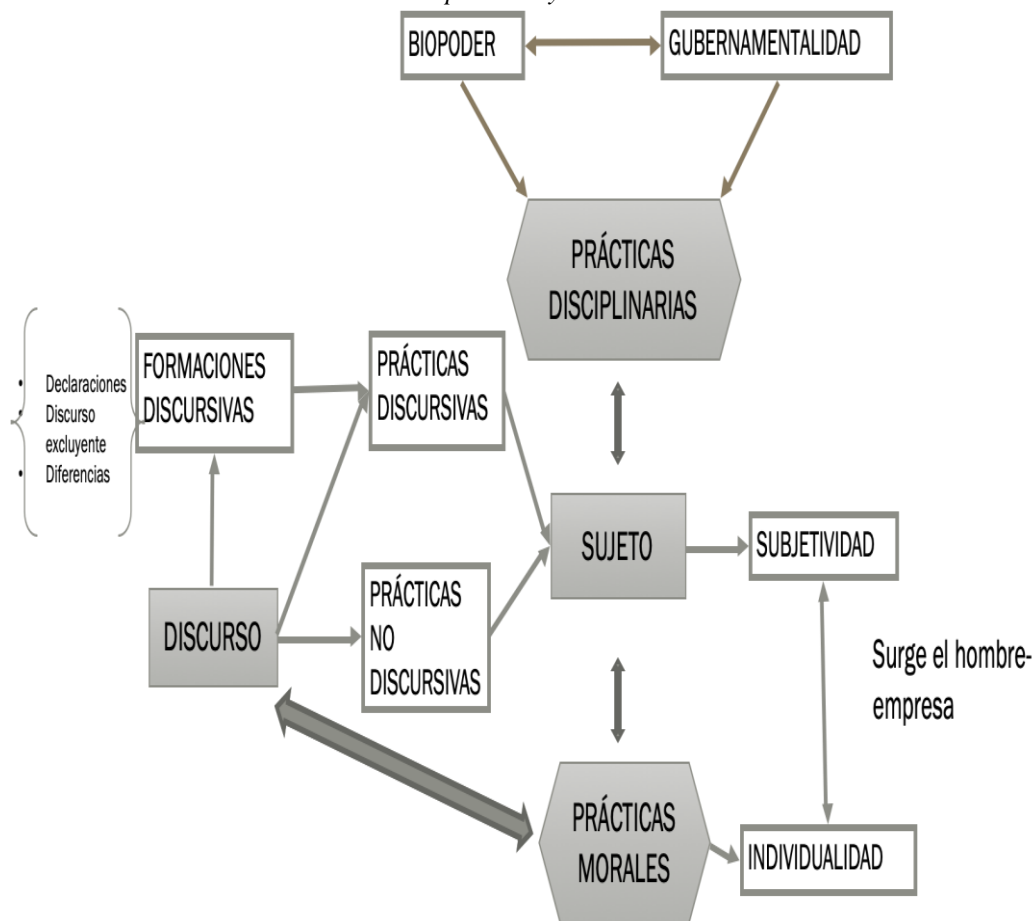 BIOPODER
GUBERNAMENTALIDAD
PRÁCTICAS
DISCIPLINARIAS
• Declaraciones
• Discurso
excluyente
• Diferencias
FORMACIONES
DISCURSIVAS
PRÁCTICAS
DISCURSIVAS
SUJETO
SUBJETIVIDAD
DISCURSO
PRÁCTICAS
NO
DISCURSIVAS
Surge el hombre-
empresa
PRÁCTICAS
MORALES
INDIVIDUALIDAD